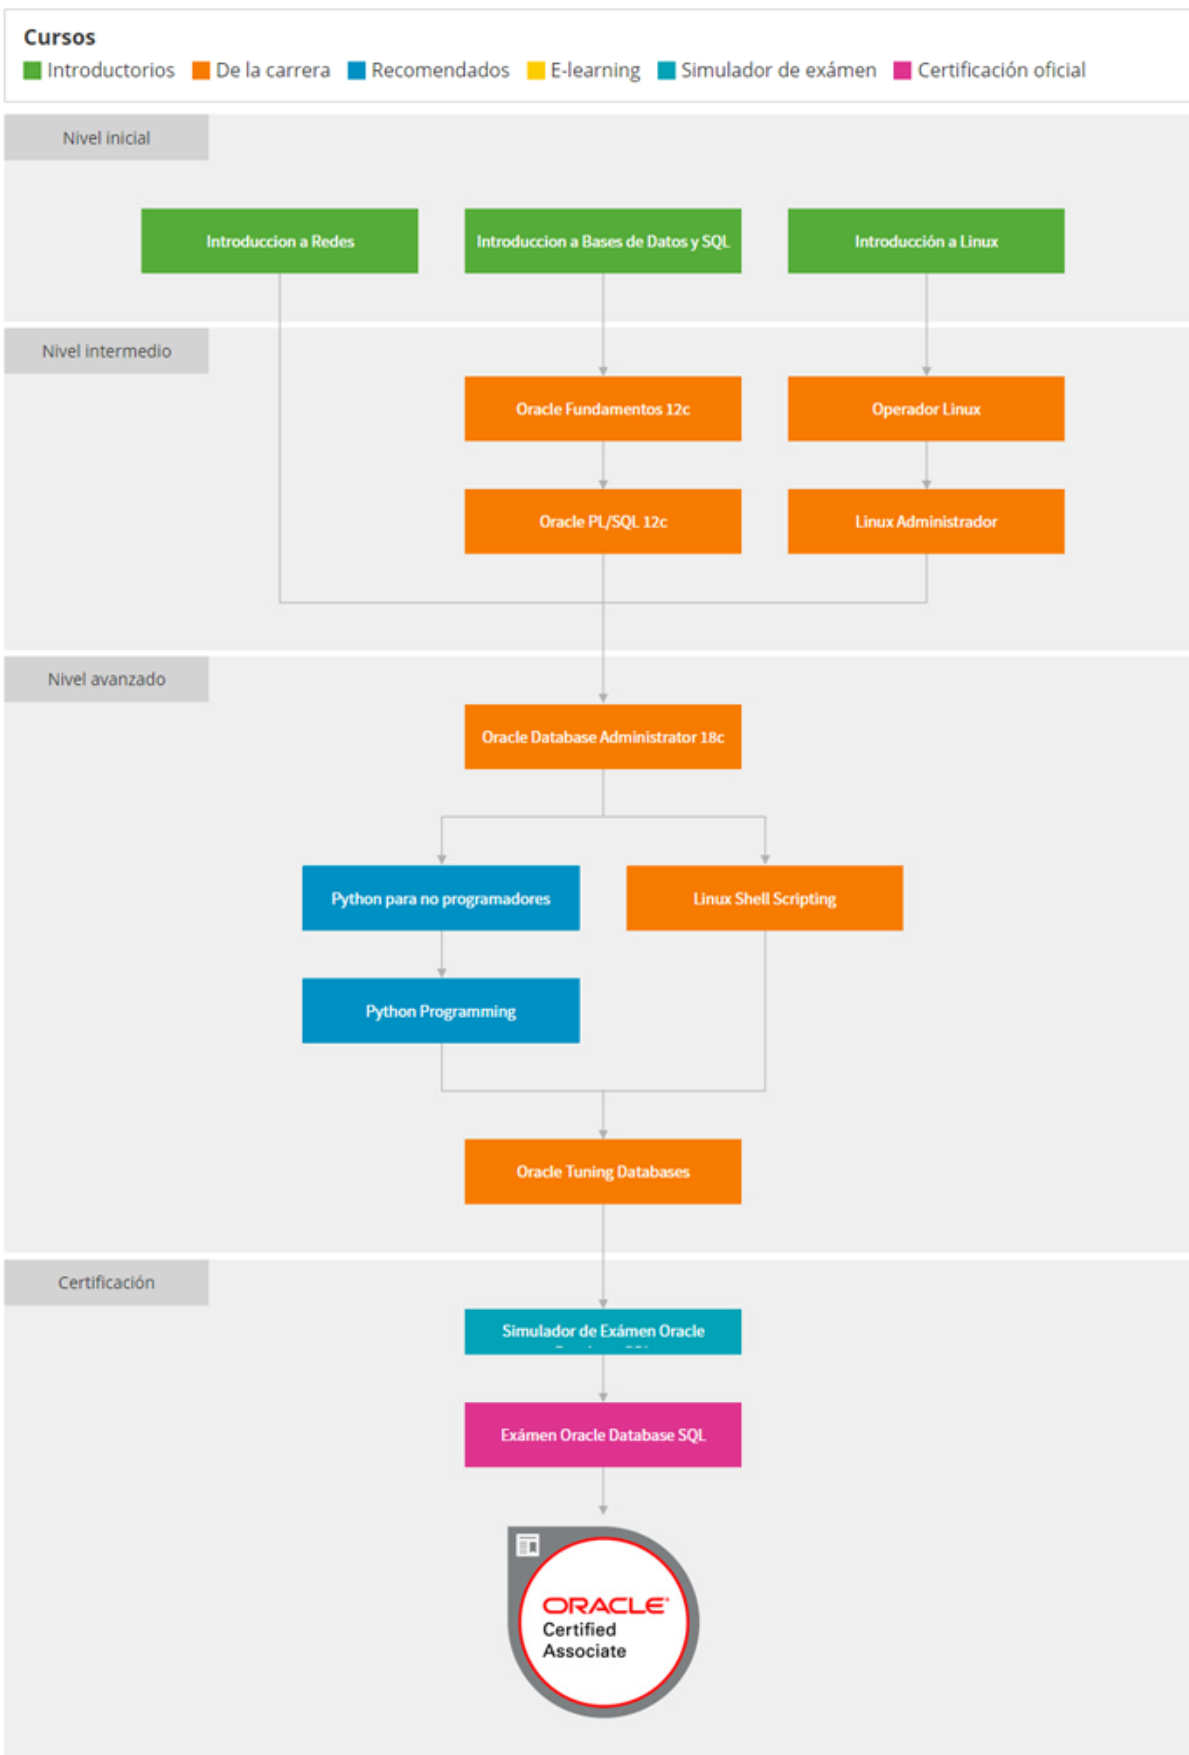 Cursos
Introductorios De la carrera Recomendados E-learning Simulador de exámen Certificación oficial
Nivel inicial
Introduccion a Redes
Introduccion a Bases de Datos y SQL
Introducción a Linux
Nivel intermedio
Oracle Fundamentos 12c
Operador Linux
Oracle PL/SQL 12c
Linux Administrador
Nivel avanzado
Oracle Database Administrator 18c
Python para no programadores
Linux Shell Scripting
Python Programming
Oracle Tuning Databases
Certificación
Simulador de Exámen Oracle
Exámen Oracle Database SQL
ORACLE®
Certified
Associate